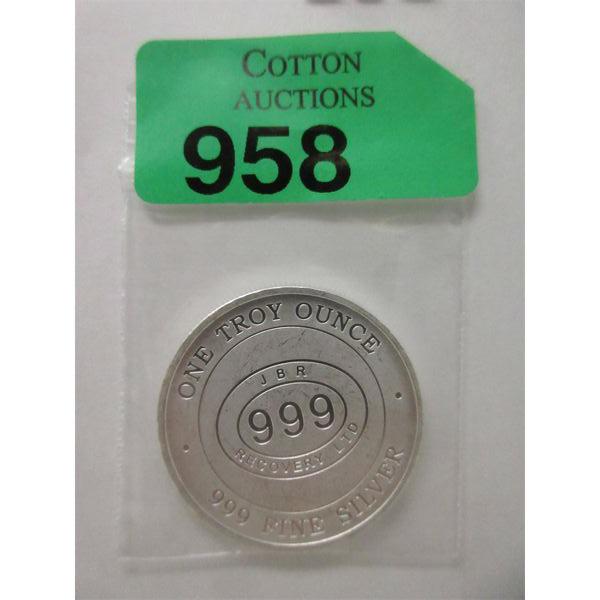 COTTON
AUCTIONS
958
ONE TROY OUNCE
JBR
999
RECOVERY LTD
999 FINE SILVER